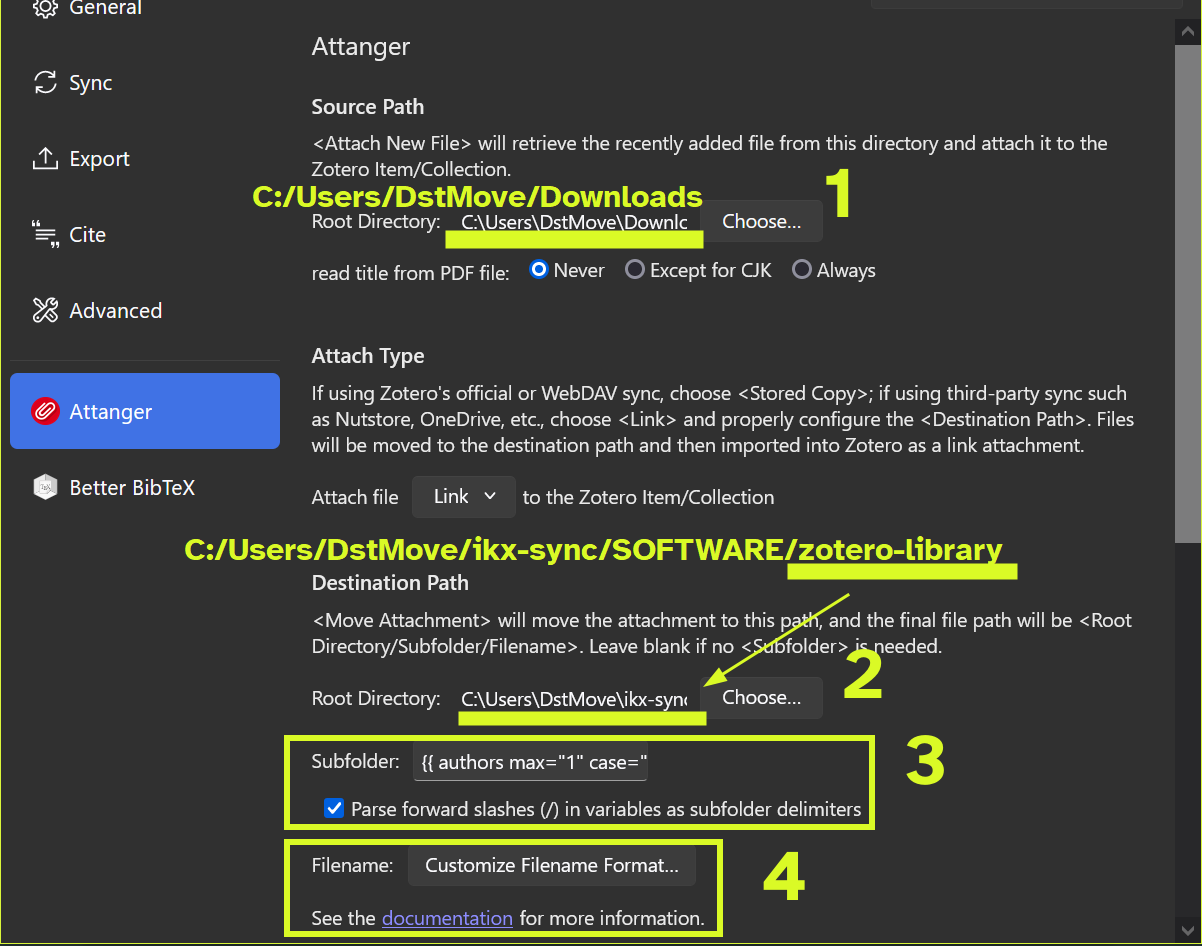 General
Sync
Export
Cite
Advanced
Attanger
Better BibTeX
Attanger
Source Path
<Attach New File> will retrieve the recently added file from this directory and attach it to the
Zotero Item/Collection.
1
C:/Users/DstMove/Downloads
Root Directory: C:\Users\DstMove\Downlo Choose...
read title from PDF file: Never Except for CJK Always
Attach Type
If using Zotero's official or WebDAV sync, choose <Stored Copy>; if using third-party sync such
as Nutstore, OneDrive, etc., choose <Link> and properly configure the <Destination Path>. Files
will be moved to the destination path and then imported into Zotero as a link attachment.
Attach file Link to the Zotero Item/Collection
C:/Users/DstMove/ikx-sync/SOFTWARE/zotero-library
Destination Path
<Move Attachment> will move the attachment to this path, and the final file path will be <Root
Directory/Subfolder/Filename>. Leave blank if no <Subfolder> is needed.
2
Root Directory: C:\Users\DstMove\ikx-sync Choose...
Subfolder: {{ authors max="1" case="
3
Parse forward slashes (/) in variables as subfolder delimiters
Filename: Customize Filename Format...
4
See the documentation for more information.